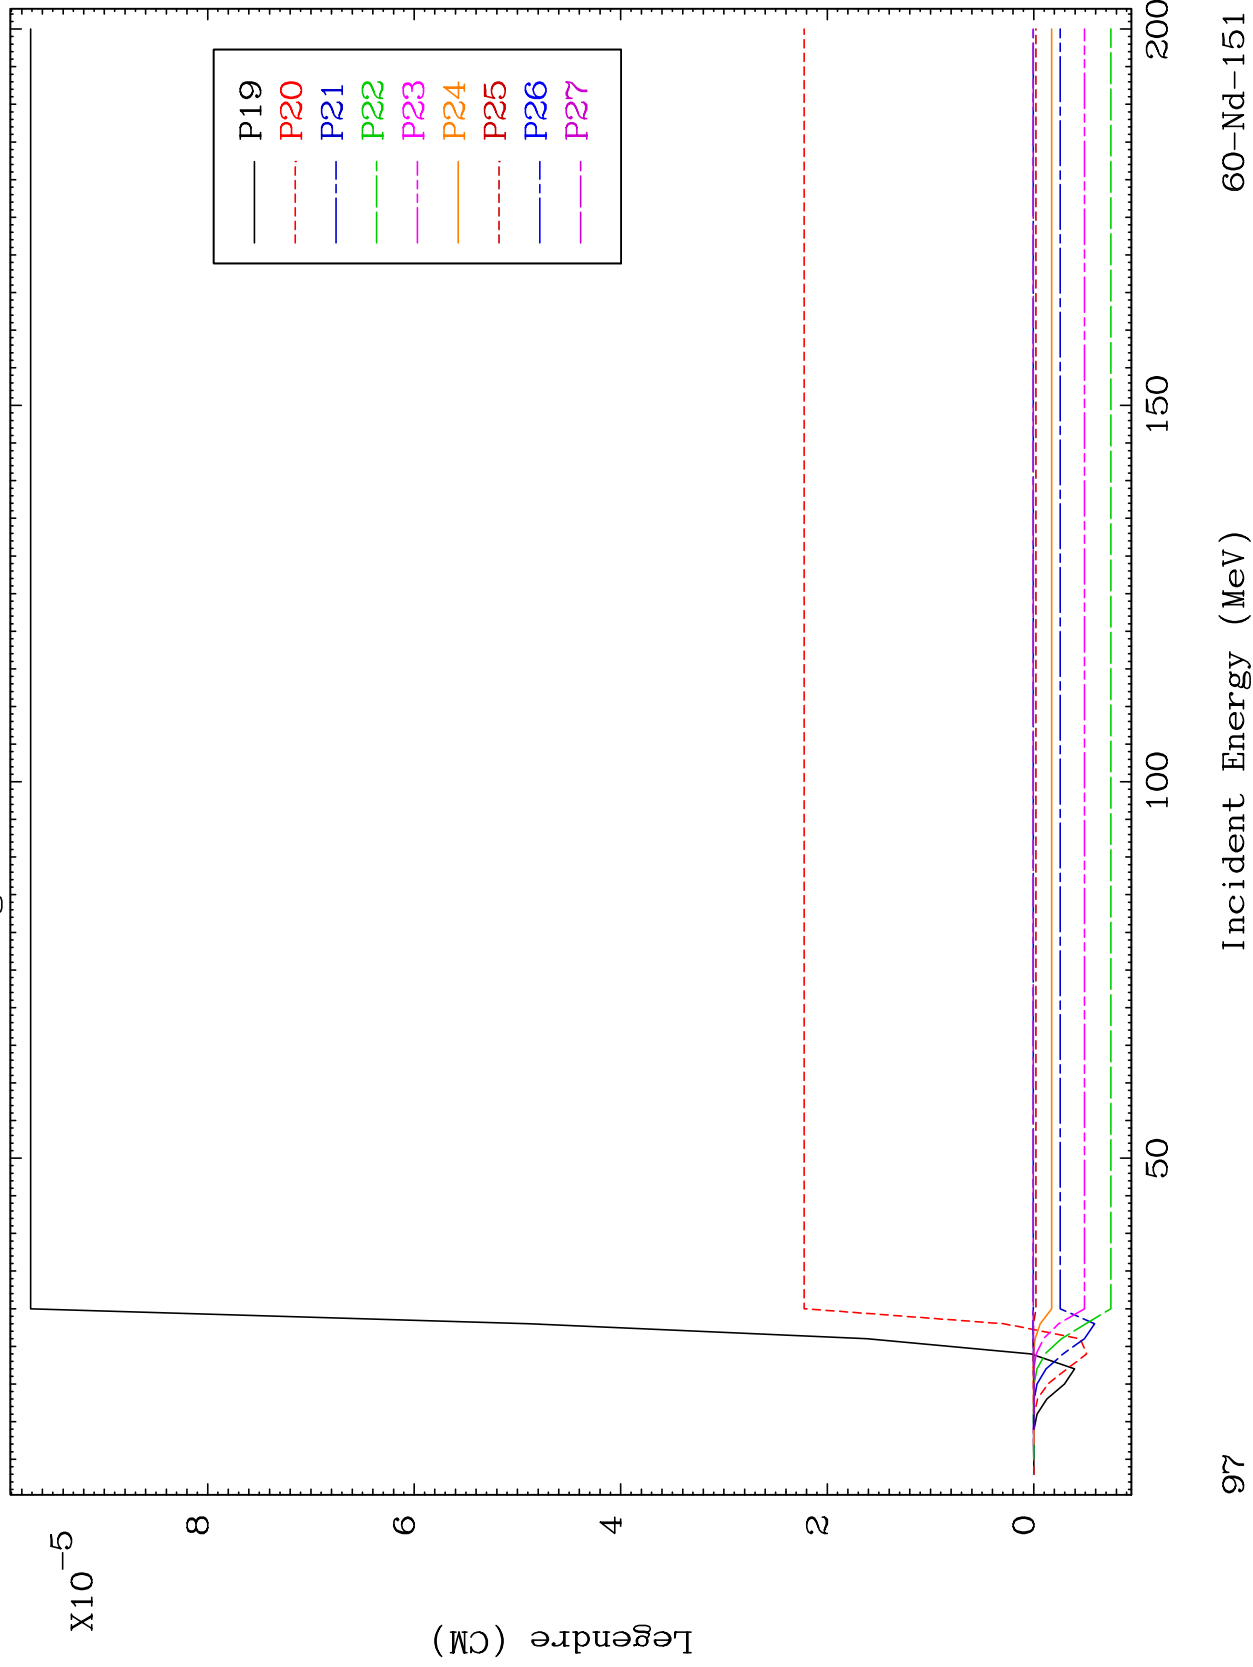 X10-5
8
6
4
2
0
Legendre (CM)
P19
P20
P21
P22
P23
P24
P25
P26
P27
50
100
150
200
97
Incident Energy (MeV)
60-Nd-151